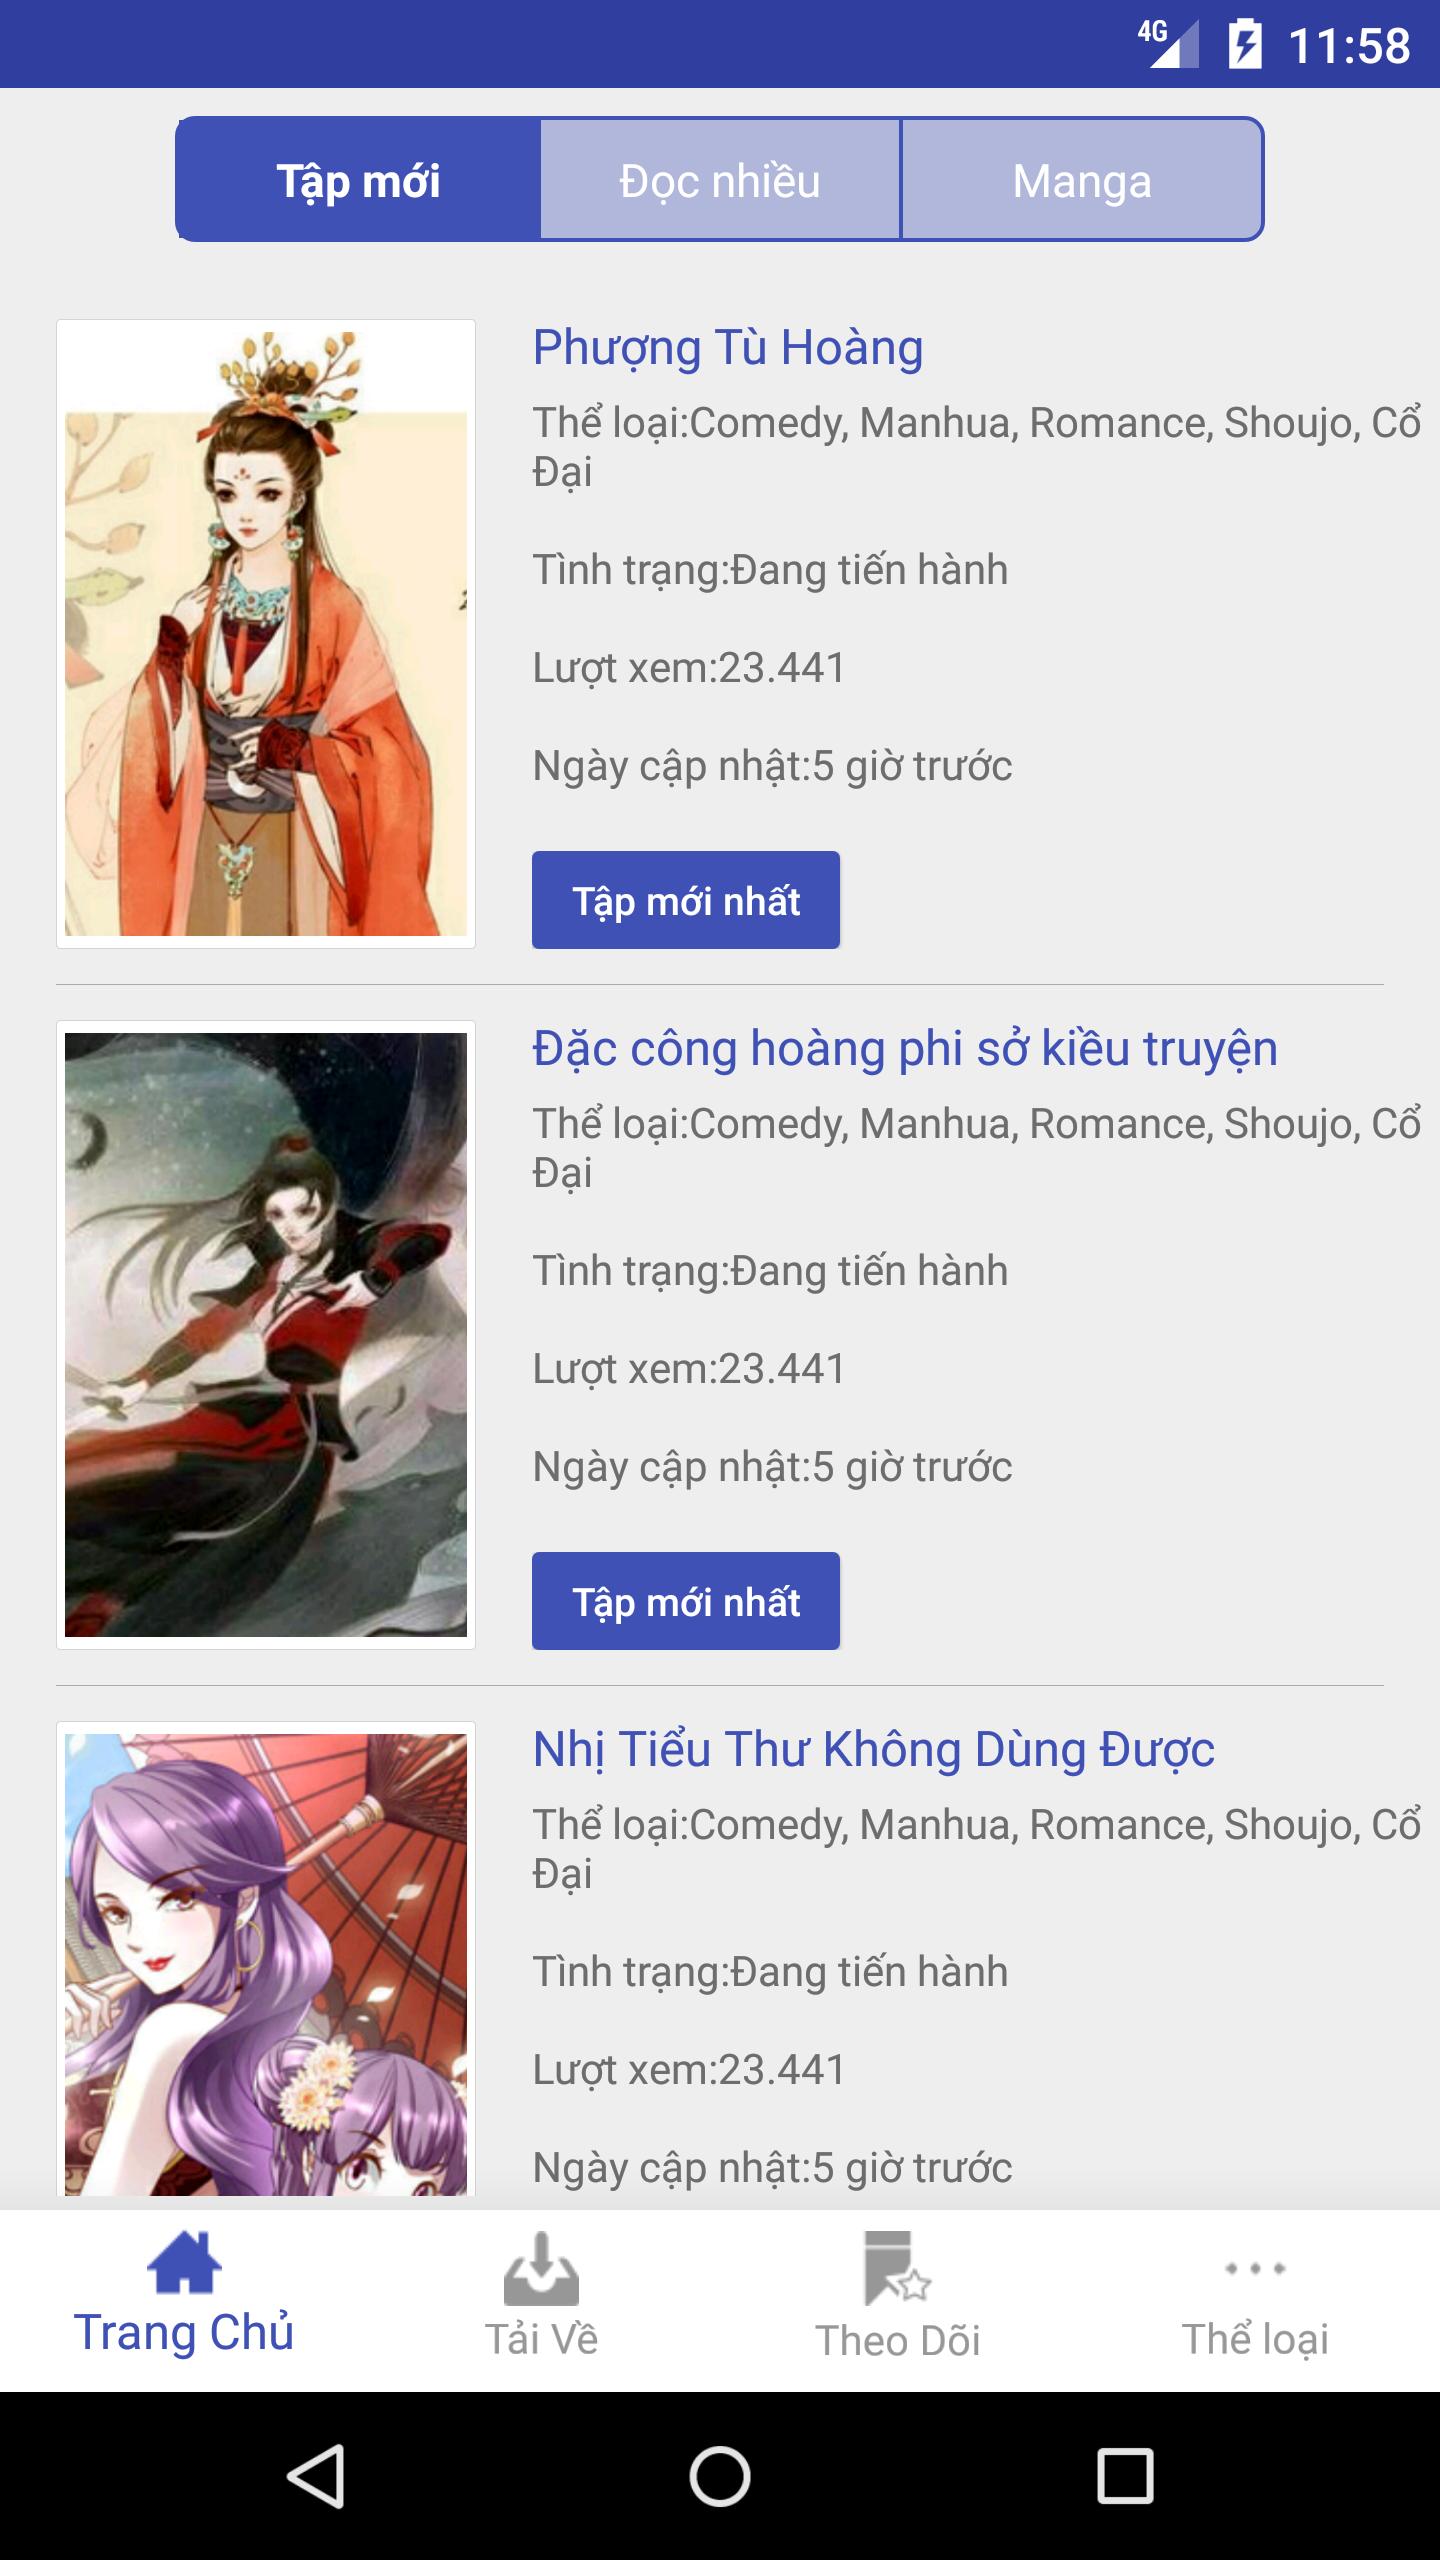 4G 11:58
Tập mới Đọc nhiều Manga
Phượng Tù Hoàng
Thể loại:Comedy, Manhua, Romance, Shoujo, Cổ
Đại
Tình trạng:Đang tiến hành
Lượt xem:23.441
Ngày cập nhật:5 giờ trước
Tập mới nhất
Đặc công hoàng phi sở kiều truyện
Thể loại:Comedy, Manhua, Romance, Shoujo, Cổ
Đại
Tình trạng:Đang tiến hành
Lượt xem:23.441
Ngày cập nhật:5 giờ trước
Tập mới nhất
Nhị Tiểu Thư Không Dùng Được
Thể loại:Comedy, Manhua, Romance, Shoujo, Cổ
Đại
Tình trạng:Đang tiến hành
Lượt xem:23.441
Ngày cập nhật:5 giờ trước
Trang Chủ Tải Về Theo Dõi Thể loại